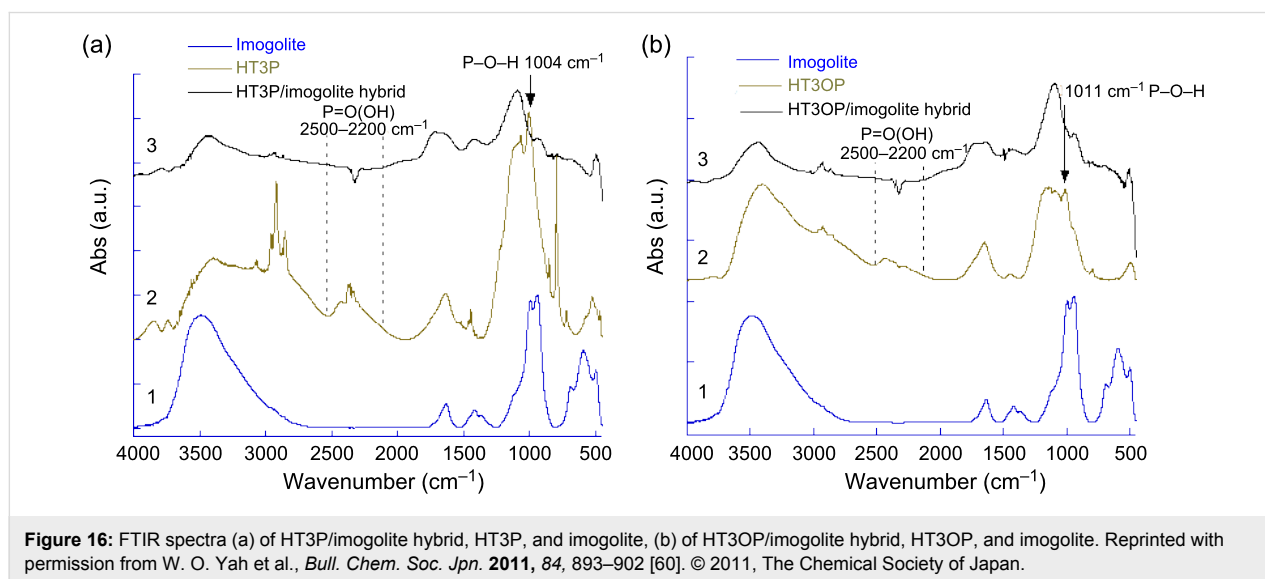 (a)
Imogolite
HT3P
HT3P/imogolite hybrid
P–O–H 1004 cm–1
P=O(OH)
2500–2200 cm–1
3
2
1
Abs (a.u.)
4000 3500 3000 2500 2000 1500 1000 500
Wavenumber (cm–1)
(b)
Imogolite
HT3OP
HT3OP/imogolite hybrid
1011 cm–1 P–O–H
P=O(OH)
2500–2200 cm–1
3
2
1
Abs (a.u.)
4000 3500 3000 2500 2000 1500 1000 500
Wavenumber (cm–1)
Figure 16: FTIR spectra (a) of HT3P/imogolite hybrid, HT3P, and imogolite, (b) of HT3OP/imogolite hybrid, HT3OP, and imogolite. Reprinted with
permission from W. O. Yah et al., Bull. Chem. Soc. Jpn. 2011, 84, 893–902 [60]. © 2011, The Chemical Society of Japan.